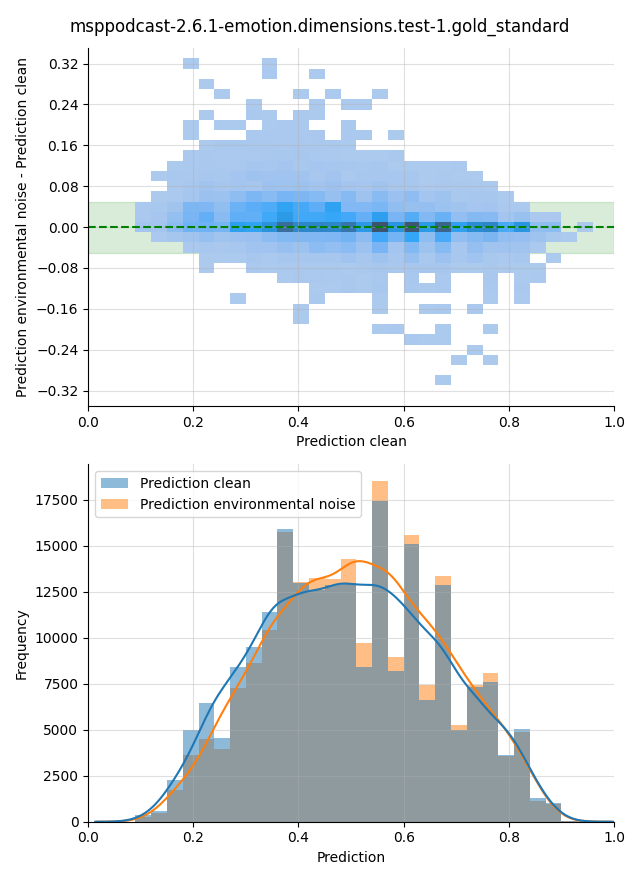 msppodcast-2.6.1-emotion.dimensions.test-1.gold_standard
0.32
0.24
0.16
0.08
0.00
−0.08
−0.16
−0.24
−0.32
Prediction environmental noise - Prediction clean
0.0 0.2 0.4 0.6 0.8 1.0
Prediction clean
Prediction clean
Prediction environmental noise
17500
15000
12500
10000
7500
5000
2500
0
Frequency
0.0 0.2 0.4 0.6 0.8 1.0
Prediction